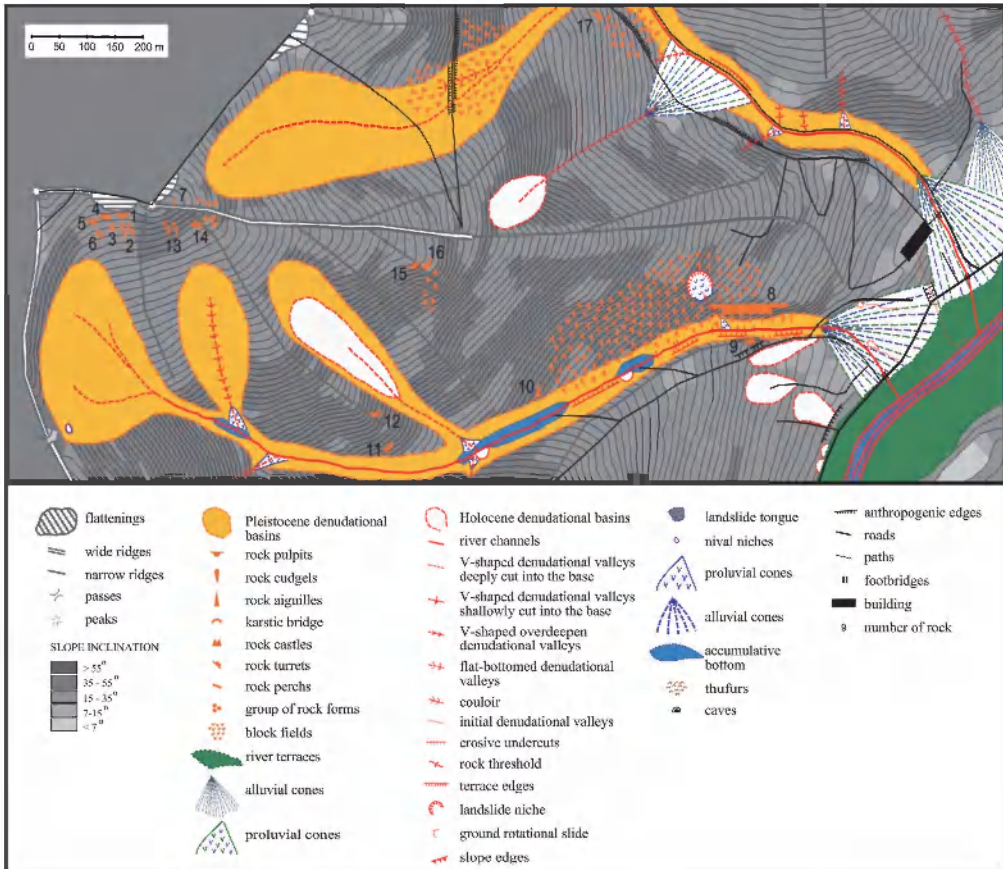 0 50 100 150 200 m
17
7
4
1
5
6
3
2
13
14
16
15
8
9
10
12
11
flattenings
wide ridges
narrow ridges
passes
peaks
SLOPE INCLINATION
> 55°
35 - 55°
15 - 35°
7-15°
< 7°
Pleistocene denudational
basins
rock pulpits
rock cudgels
rock aiguilles
karstic bridge
rock castles
rock turrets
rock perchs
group of rock forms
block fields
river terraces
alluvial cones
proluvial cones
Holocene denudational basins
river channels
V-shaped denudational valleys
deeply cut into the base
V-shaped denudational valleys
shallowly cut into the base
V-shaped overdeepen
denudational valleys
flat-bottomed denudational
valleys
couloir
initial denudational valleys
erosive undercuts
rock threshold
terrace edges
landslide niche
ground rotational slide
slope edges
landslide tongue
nival niches
proluvial cones
alluvial cones
accumulative
bottom
thufurs
caves
anthropogenic edges
roads
paths
footbridges
building
9 number of rock